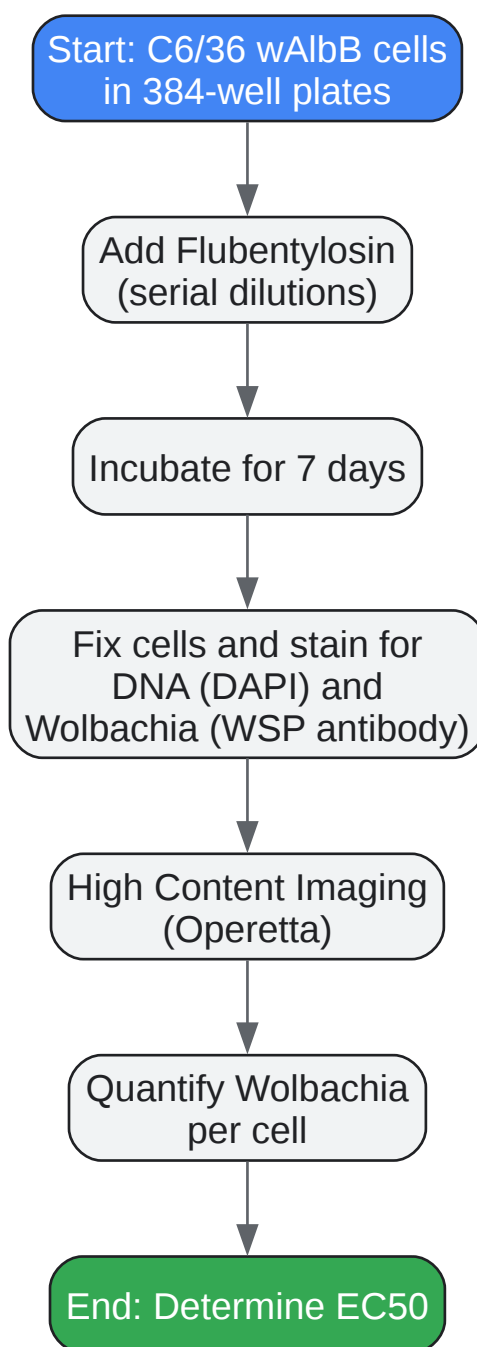 Start: C6/36 wAlbB cells
in 384-well plates
Add Flubentylosin
(serial dilutions)
Incubate for 7 days
Fix cells and stain for
DNA (DAPI) and
Wolbachia (WSP antibody)
High Content Imaging
(Operetta)
Quantify Wolbachia
per cell
End: Determine EC50